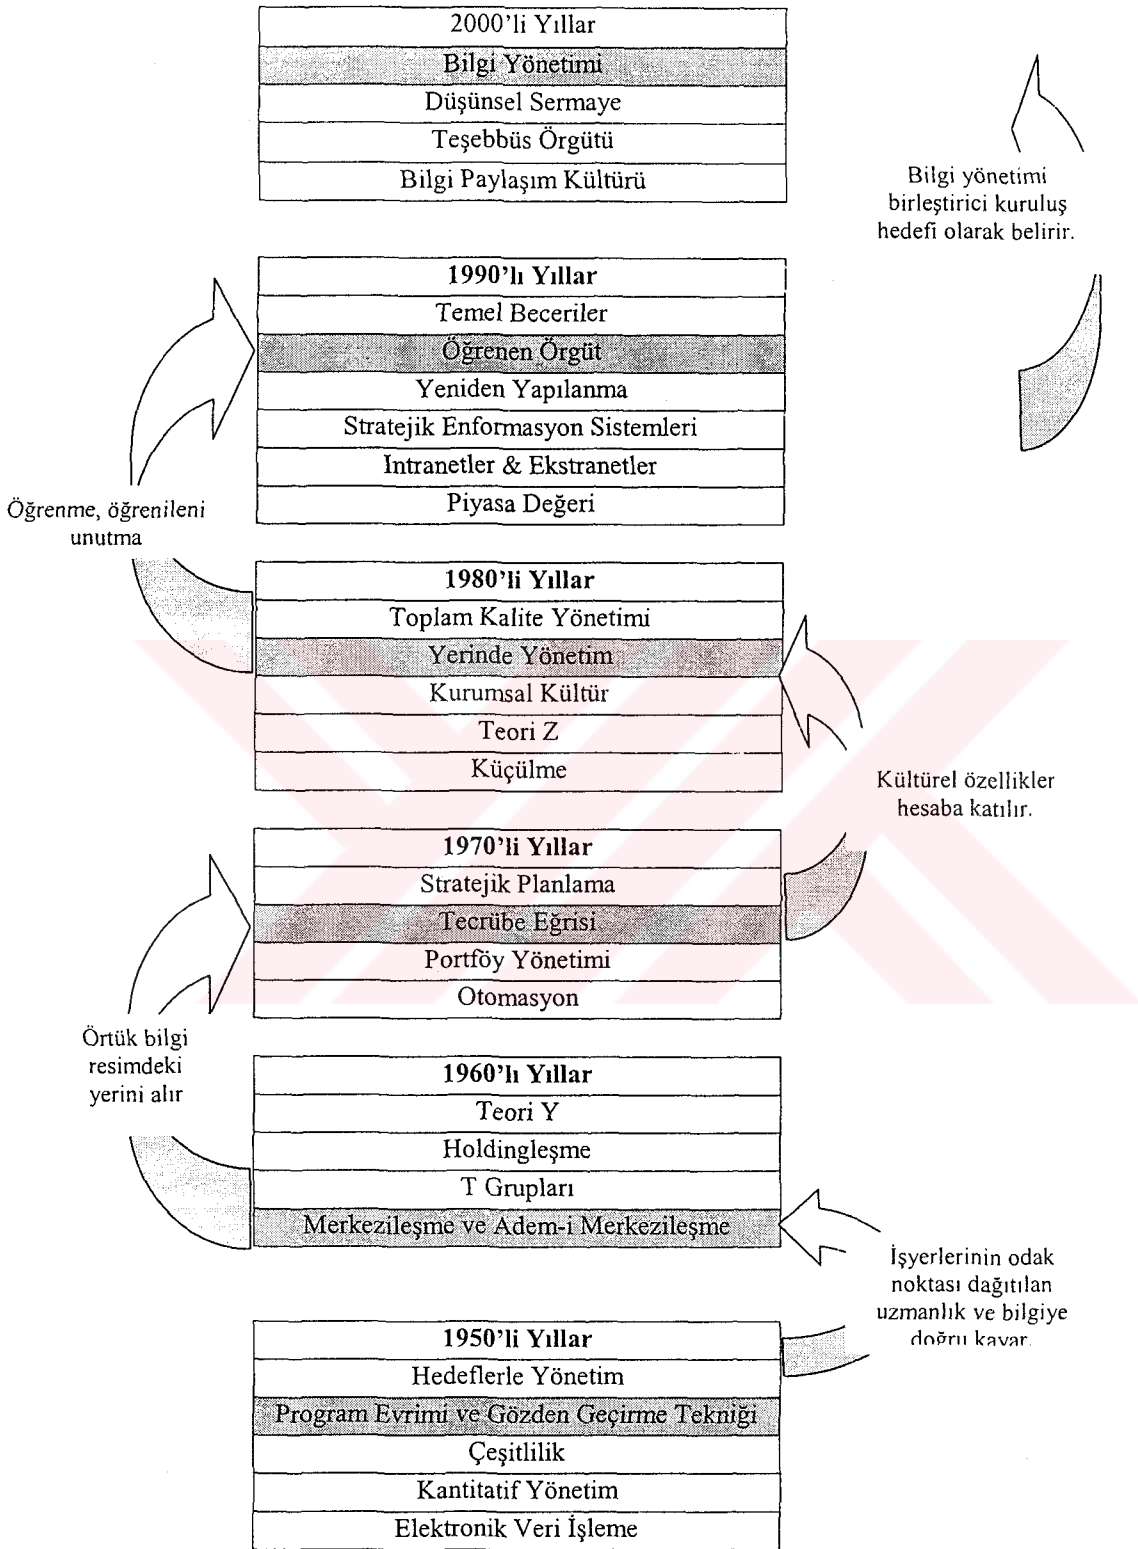 2000'li Yıllar
Bilgi Yönetimi
Düşünsel Sermaye
Teşebbüs Örgütü
Bilgi Paylaşım Kültürü
Bilgi yönetimi
birleştirici kuruluş
hedefi olarak belirir.
1990'lı Yıllar
Temel Beceriler
Öğrenen Örgüt
Yeniden Yapılanma
Stratejik Enformasyon Sistemleri
Intranetler & Ekstranetler
Piyasa Değeri
Öğrenme, öğrenileni
unutma
1980'li Yıllar
Toplam Kalite Yönetimi
Yerinde Yönetim
Kurumsal Kültür
Teori Z
Küçülme
Kültürel özellikler
hesaba katılır.
1970'li Yıllar
Stratejik Planlama
Tecrübe Eğrisi
Portföy Yönetimi
Otomasyon
Örtük bilgi
resimdeki
yerini alır
1960'lı Yıllar
Teori Y
Holdingleşme
T Grupları
Merkezileşme ve Adem-i Merkezileşme
İşyerlerinin odak
noktası dağıtılan
uzmanlık ve bilgiye
doğru kayar.
1950'li Yıllar
Hedeflerle Yönetim
Program Evrimi ve Gözden Geçirme Tekniği
Çeşitlilik
Kantitatif Yönetim
Elektronik Veri İşleme